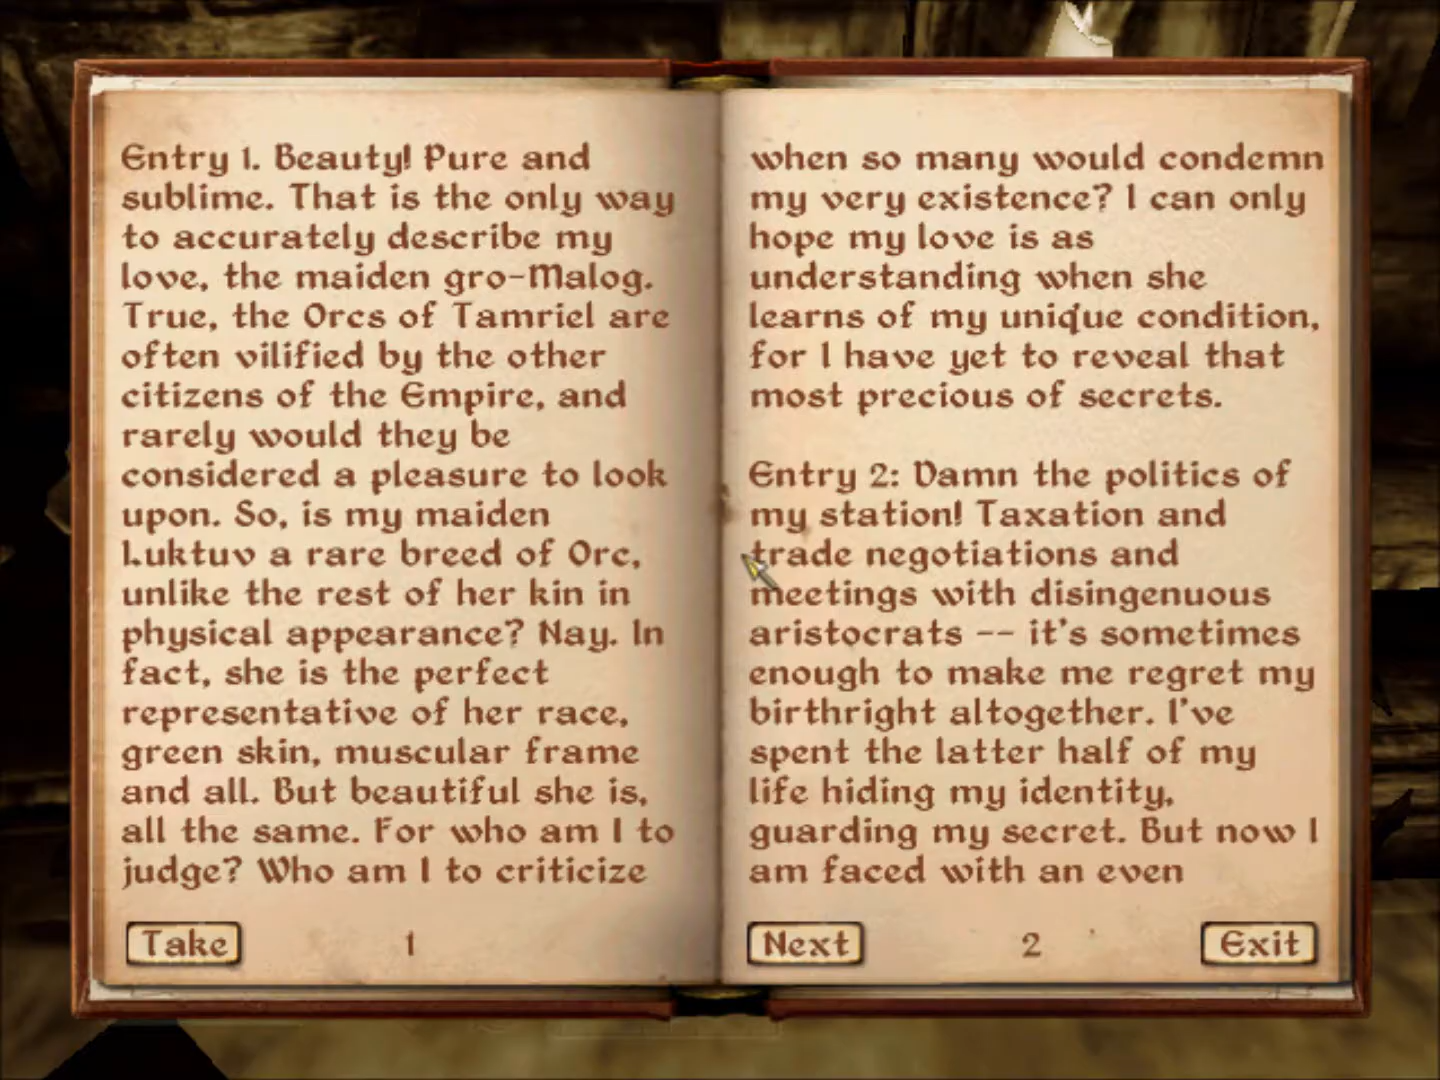 Entry 1. Beauty! Pure and
sublime. That is the only way
to accurately describe my
love, the maiden gro-Malog.
True, the Orcs of Tamriel are
often vilified by the other
citizens of the Empire, and
rarely would they be
considered a pleasure to look
upon. So, is my maiden
Luktuv a rare breed of Orc,
unlike the rest of her kin in
physical appearance? Nay. In
fact, she is the perfect
representative of her race,
green skin, muscular frame
and all. But beautiful she is,
all the same. For who am I to
judge? Who am I to criticize
when so many would condemn
my very existence? I can only
hope my love is as
understanding when she
learns of my unique condition,
for I have yet to reveal that
most precious of secrets.
Entry 2: Damn the politics of
my station! Taxation and
trade negotiations and
meetings with disingenuous
aristocrats -- it's sometimes
enough to make me regret my
birthright altogether. I've
spent the latter half of my
life hiding my identity,
guarding my secret. But now I
am faced with an even
Take
1
Next
2
Exit